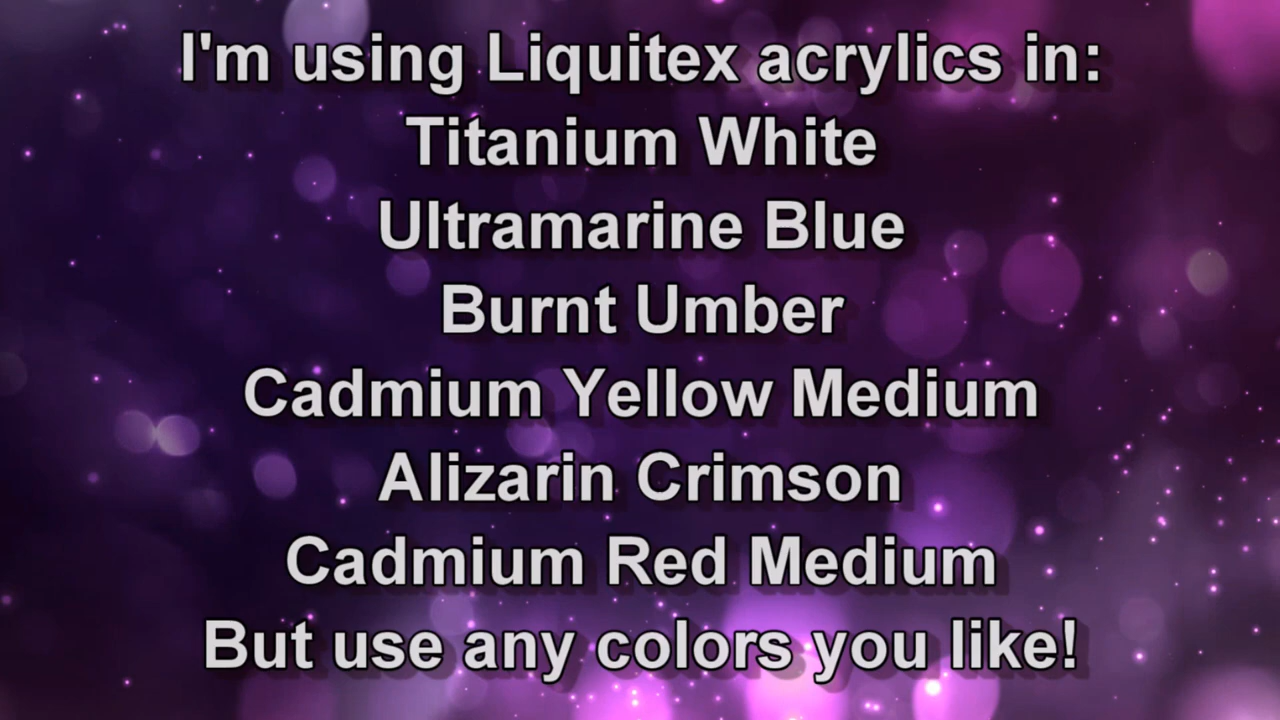 I'm using Liquitex acrylics in:
Titanium White
Ultramarine Blue
Burnt Umber
Cadmium Yellow Medium
Alizarin Crimson
Cadmium Red Medium
But use any colors you like!